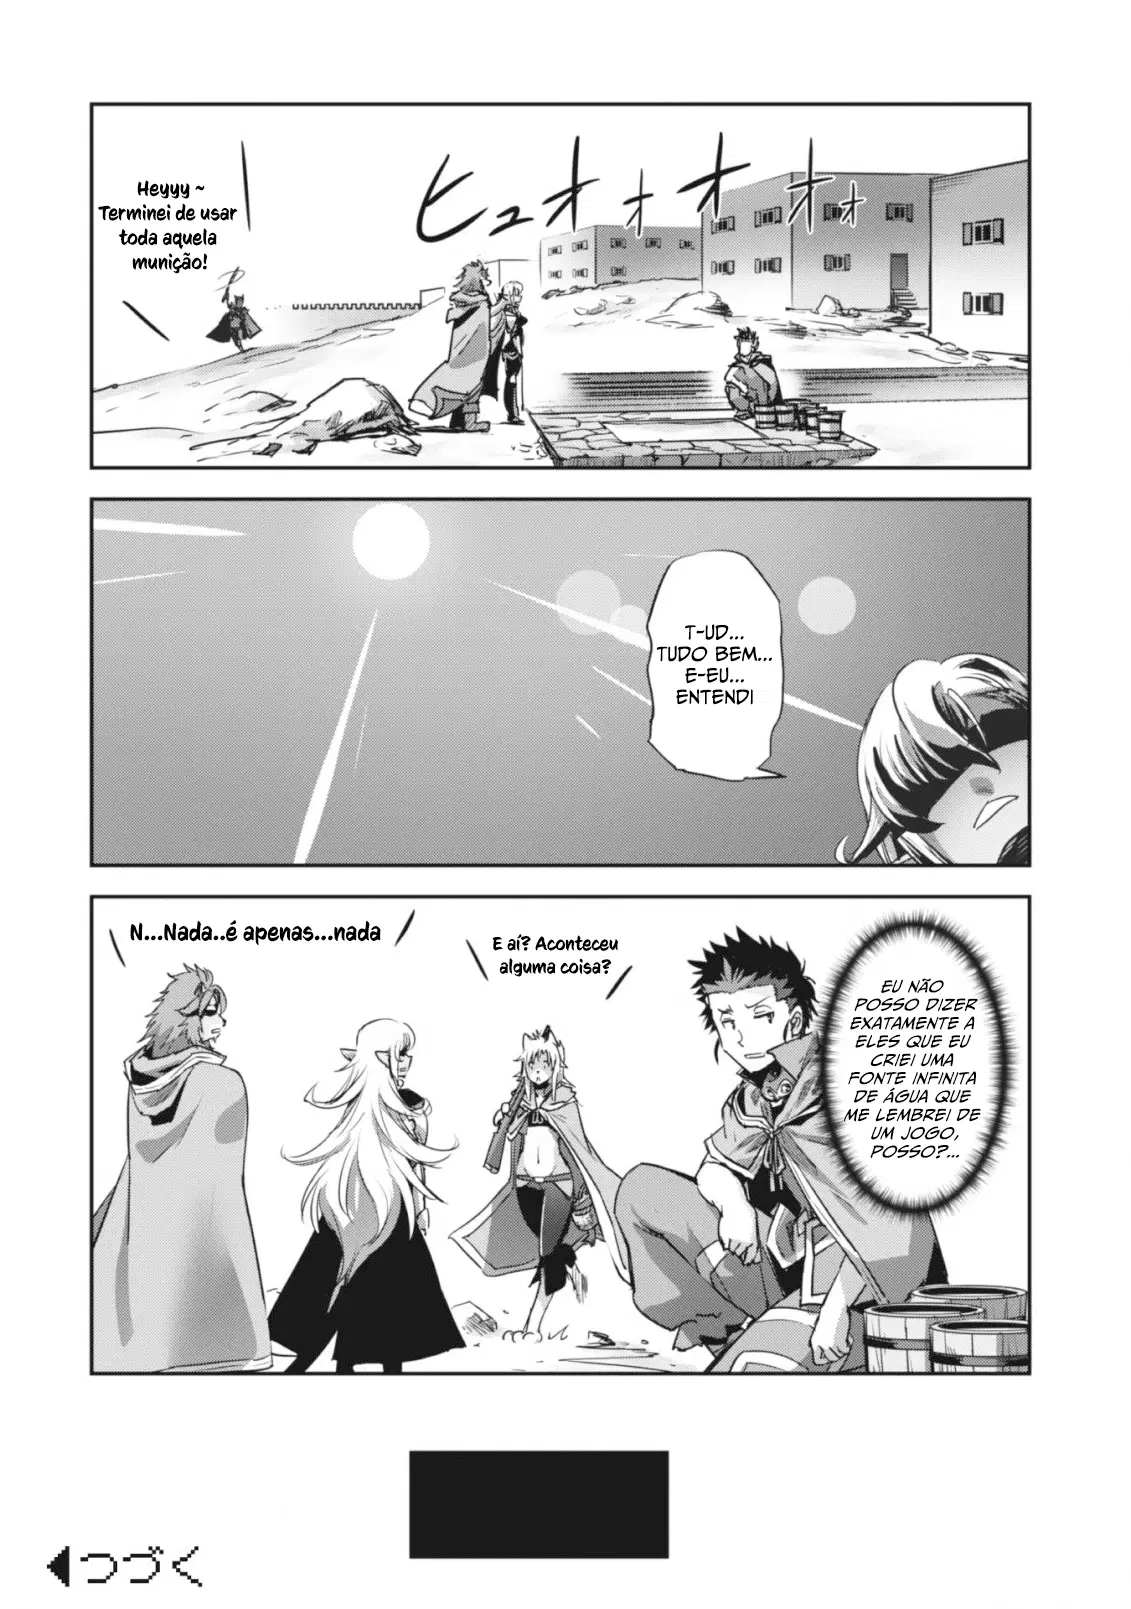 Heyyy ~
Terminei de usar
toda aquela
munição!
ヒュオォォオォォ
T-UD...
TUDO BEM...
E-EU...
ENTENDI
N...Nada..é apenas...nada
E aí? Aconteceu
alguma coisa?
EU NÃO
POSSO DIZER
EXATAMENTE A
ELES QUE EU
CRIEI UMA
FONTE INFINITA
DE ÁGUA QUE
ME LEMBREI DE
UM JOGO,
POSSO?...
つづく